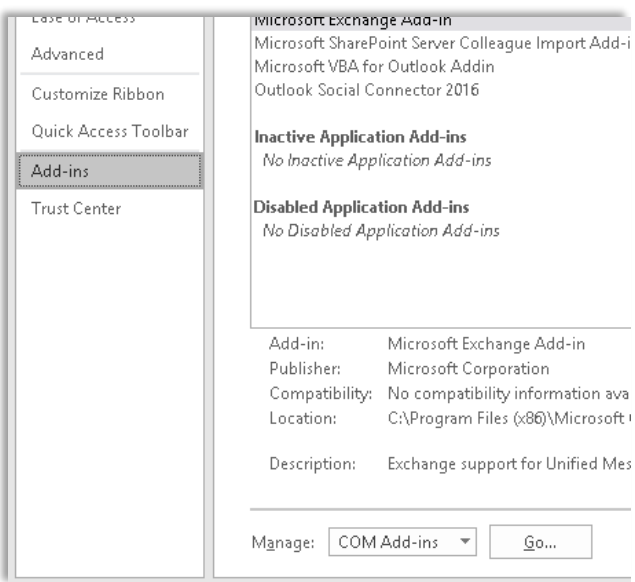 Ease of Access
Advanced
Customize Ribbon
Quick Access Toolbar
Add-ins
Trust Center
Microsoft Exchange Add-in
Microsoft SharePoint Server Colleague Import Add-i
Microsoft VBA for Outlook Addin
Outlook Social Connector 2016
Inactive Application Add-ins
No Inactive Application Add-ins
Disabled Application Add-ins
No Disabled Application Add-ins
Add-in: Microsoft Exchange Add-in
Publisher: Microsoft Corporation
Compatibility: No compatibility information ava
Location: C:\Program Files (x86)\Microsoft
Description: Exchange support for Unified Mes
Manage: COM Add-ins Go...